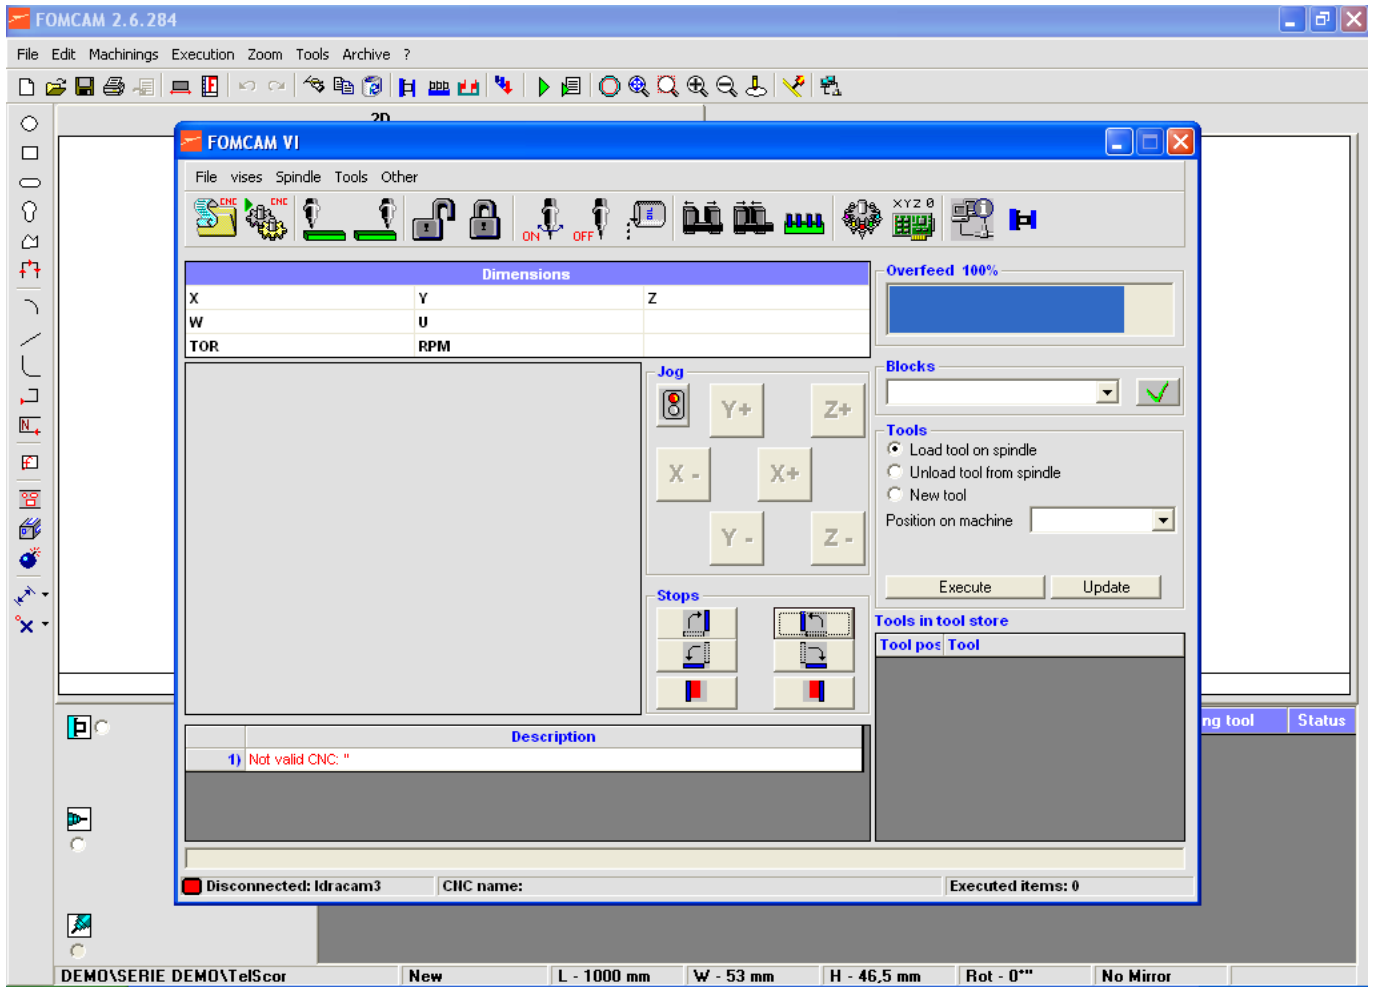 FOMCAM 2.6.284
File Edit Machinings Execution Zoom Tools Archive ?
2D
FOMCAM VI
File vises Spindle Tools Other
CNC CNC ON OFF X Y Z 0
Dimensions
X Y Z
W U
TOR RPM
Overfeed 100%
Blocks
Jog
Y+ Z+
X - X+
Y - Z -
Tools
Load tool on spindle
Unload tool from spindle
New tool
Position on machine
Execute Update
Stops
Tools in tool store
Tool pos Tool
ng tool Status
Description
1) Not valid CNC: ''
Disconnected: Idracam3 CNC name: Executed items: 0
DEMO\SERIE DEMO\TelScor New L - 1000 mm W - 53 mm H - 46,5 mm Rot - 0°'" No Mirror